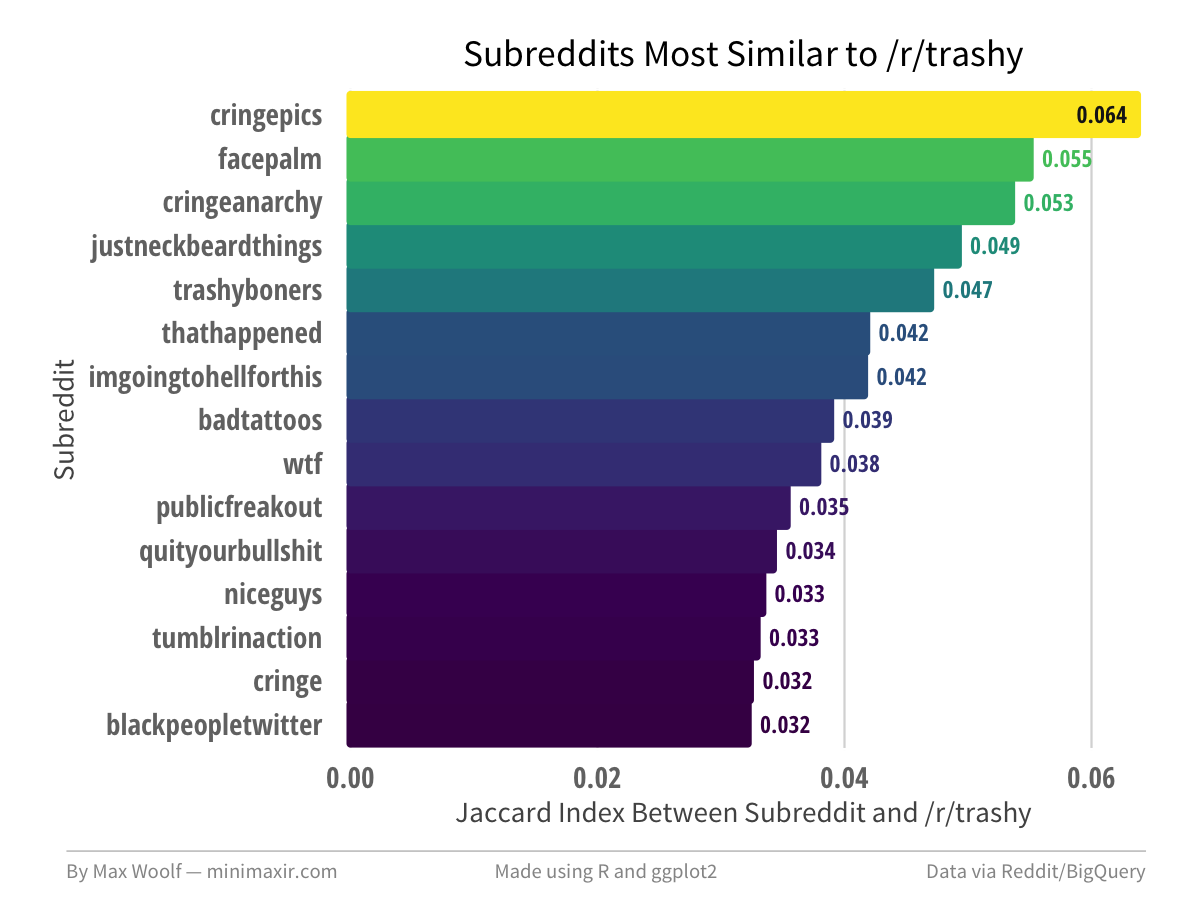 Subreddits Most Similar to /r/trashy
cringepics 0.064
facepalm 0.055
cringeanarchy 0.053
justneckbeardthings 0.049
trashyboners 0.047
thathappened 0.042
imgoingtohellforthis 0.042
badtattoos 0.039
wtf 0.038
publicfreakout 0.035
quityourbullshit 0.034
niceguys 0.033
tumblrinaction 0.033
cringe 0.032
blackpeopletwitter 0.032
Subreddit
0.00 0.02 0.04 0.06
Jaccard Index Between Subreddit and /r/trashy
By Max Woolf — minimaxir.com Made using R and ggplot2 Data via Reddit/BigQuery